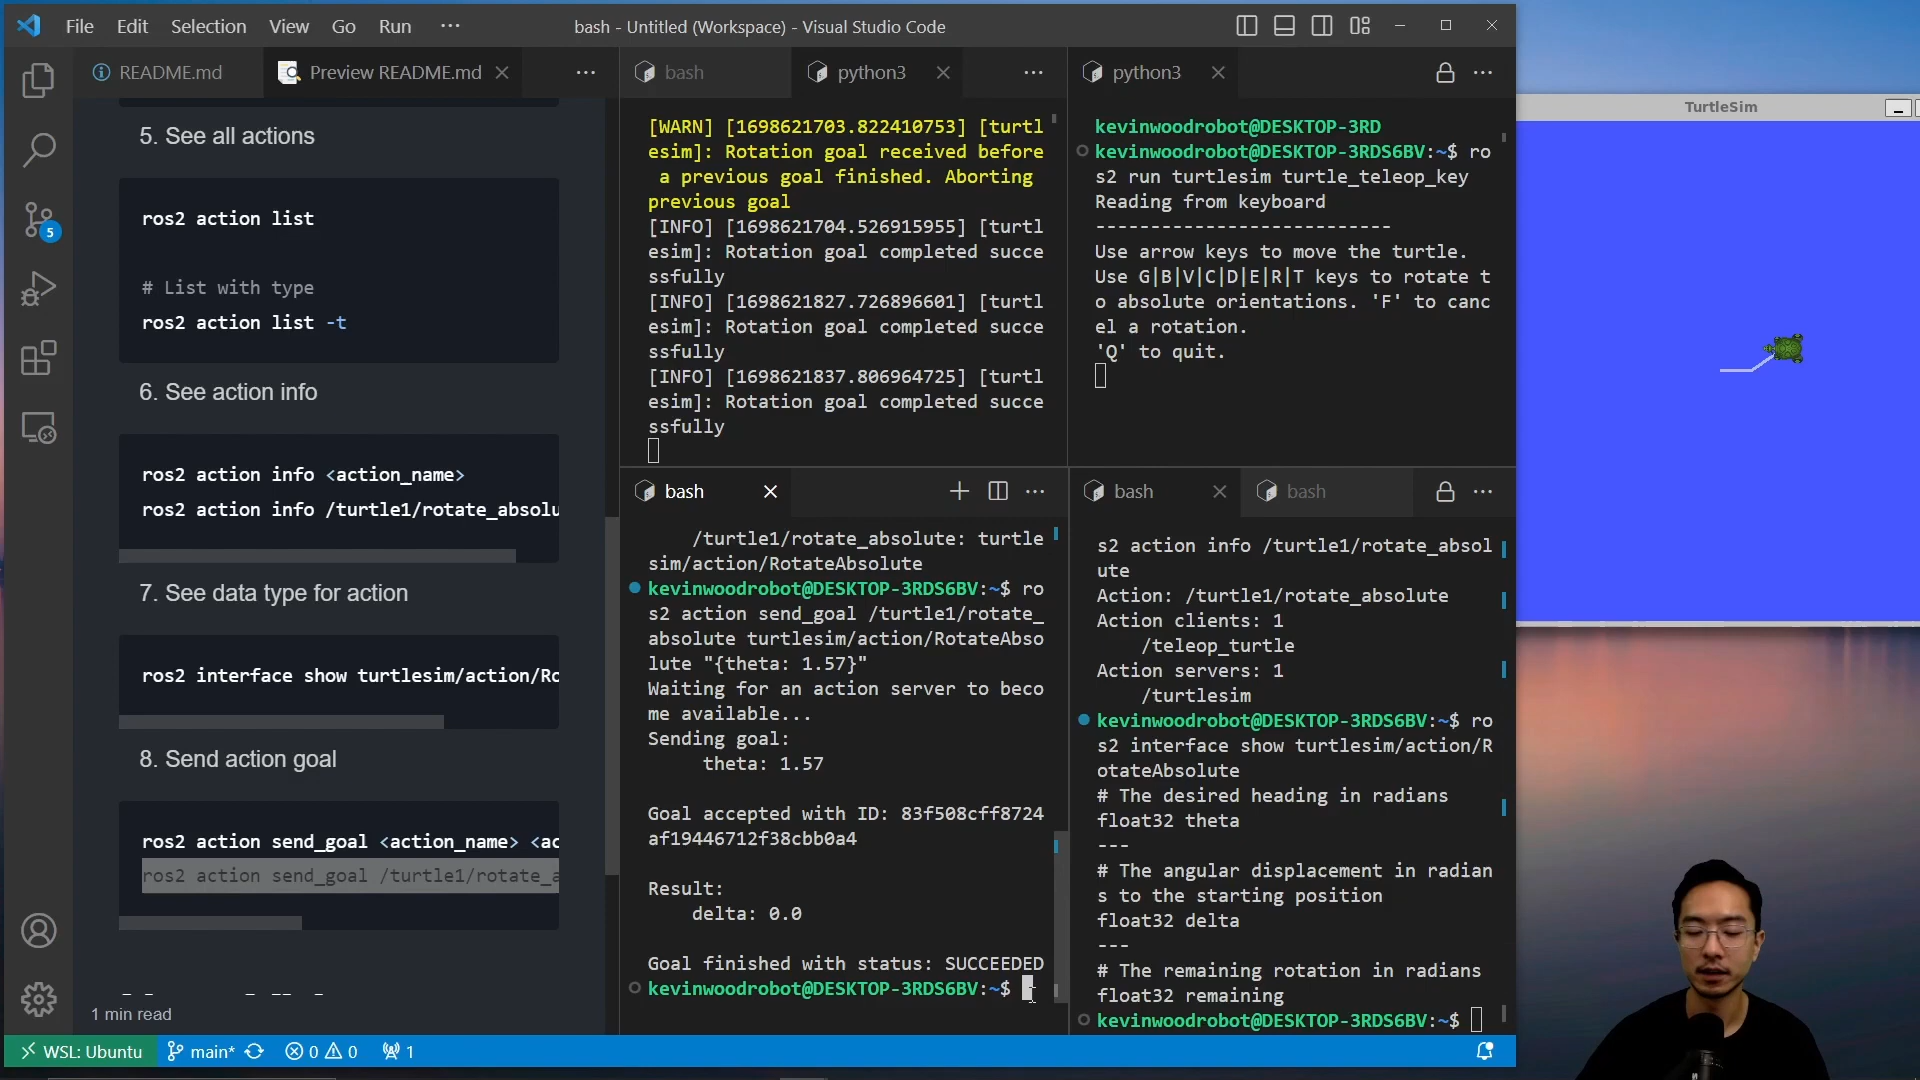 File Edit Selection View Go Run ··· bash - Untitled (Workspace) - Visual Studio Code
README.md Preview README.md
5. See all actions
ros2 action list
# List with type
ros2 action list -t
6. See action info
ros2 action info <action_name>
ros2 action info /turtle1/rotate_absolu
7. See data type for action
ros2 interface show turtlesim/action/Ro
8. Send action goal
ros2 action send_goal <action_name> <ac
ros2 action send_goal /turtle1/rotate_a
1 min read
bash python3
[WARN] [1698621703.822410753] [turtl
esim]: Rotation goal received before
a previous goal finished. Aborting
previous goal
[INFO] [1698621704.526915955] [turtl
esim]: Rotation goal completed succe
ssfully
[INFO] [1698621827.726896601] [turtl
esim]: Rotation goal completed succe
ssfully
[INFO] [1698621837.806964725] [turtl
esim]: Rotation goal completed succe
ssfully
python3
kevinwoodrobot@DESKTOP-3RD
kevinwoodrobot@DESKTOP-3RDS6BV:~$ ro
s2 run turtlesim turtle_teleop_key
Reading from keyboard
---------------------------
Use arrow keys to move the turtle.
Use G|B|V|C|D|E|R|T keys to rotate t
o absolute orientations. 'F' to canc
el a rotation.
'Q' to quit.
bash
/turtle1/rotate_absolute: turtle
sim/action/RotateAbsolute
kevinwoodrobot@DESKTOP-3RDS6BV:~$ ro
s2 action send_goal /turtle1/rotate_
absolute turtlesim/action/RotateAbso
lute "{theta: 1.57}"
Waiting for an action server to beco
me available...
Sending goal:
theta: 1.57
Goal accepted with ID: 83f508cff8724
af19446712f38cbb0a4
Result:
delta: 0.0
Goal finished with status: SUCCEEDED
kevinwoodrobot@DESKTOP-3RDS6BV:~$
bash bash
s2 action info /turtle1/rotate_absol
ute
Action: /turtle1/rotate_absolute
Action clients: 1
/teleop_turtle
Action servers: 1
/turtlesim
kevinwoodrobot@DESKTOP-3RDS6BV:~$ ro
s2 interface show turtlesim/action/R
otateAbsolute
# The desired heading in radians
float32 theta
---
# The angular displacement in radian
s to the starting position
float32 delta
---
# The remaining rotation in radians
float32 remaining
kevinwoodrobot@DESKTOP-3RDS6BV:~$
TurtleSim
5
WSL: Ubuntu main* 0 0 1